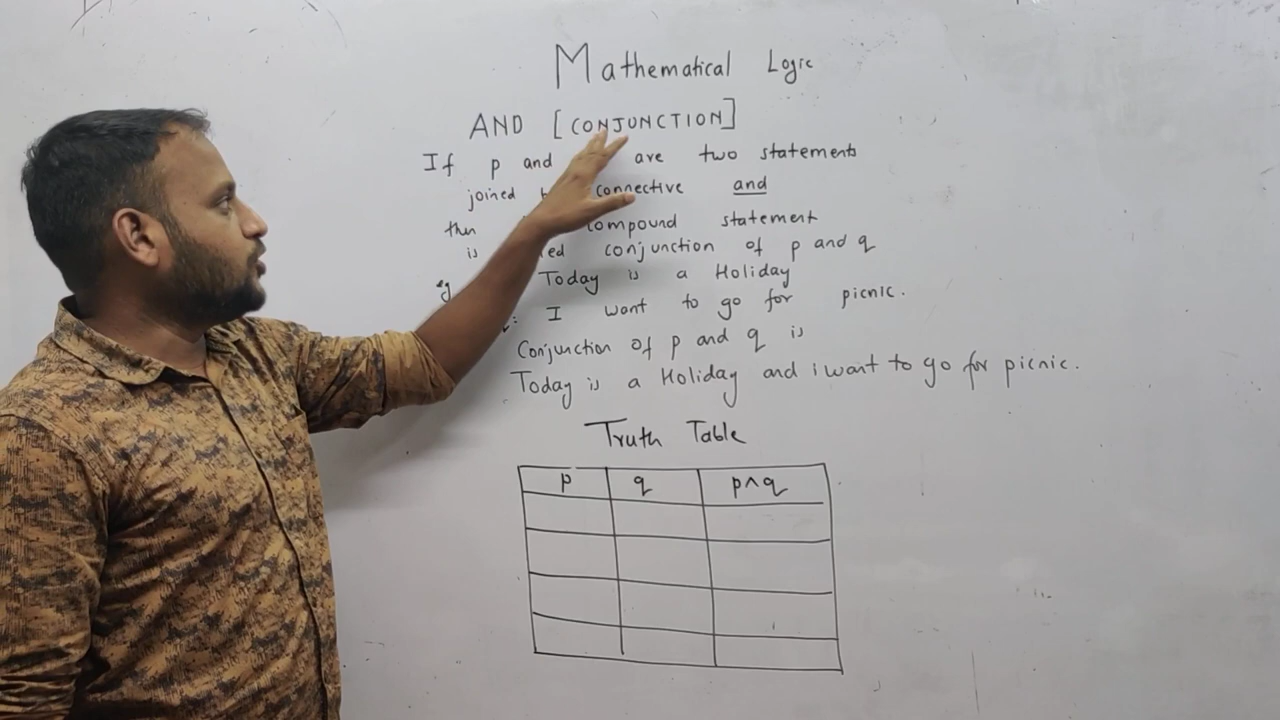 Mathematical Logic
AND [CONJUNCTION]
If p and are two statements
joined connective and
then compound statement
is conjunction of p and q
eg Today is a Holiday
I want to go for picnic.
Conjunction of p and q is
Today is a Holiday and i want to go for picnic.
Truth Table
p q p∧q